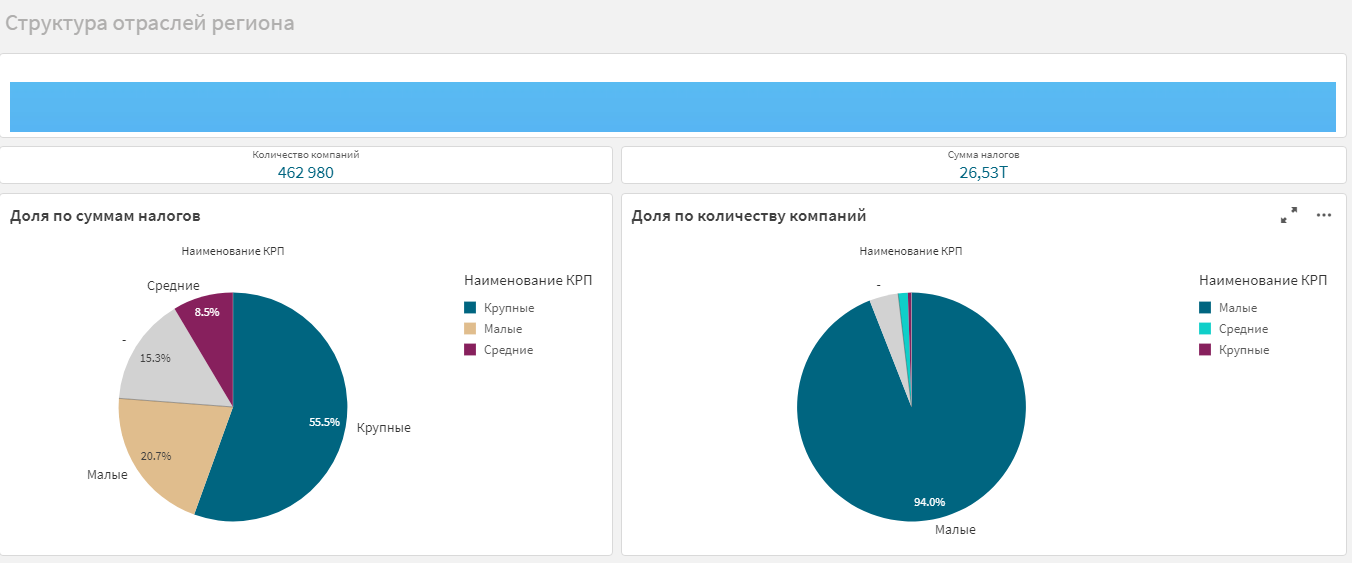 Структура отраслей региона
Количество компаний
462 980
Сумма налогов
26,53T
Доля по суммам налогов
Наименование КРП
Средние
8.5%
-
15.3%
55.5%
Крупные
20.7%
Малые
Наименование КРП
Крупные
Малые
Средние
Доля по количеству компаний
Наименование КРП
-
94.0%
Малые
Наименование КРП
Малые
Средние
Крупные